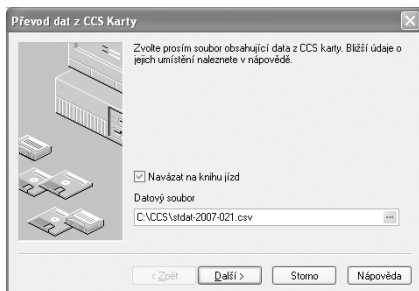 Převod dat z CCS Karty
Zvolte prosím soubor obsahující data z CCS karty. Bližší údaje o
jejich umístění naleznete v nápovědě.
Navázat na knihu jízd
Datový soubor
C:\CCS\stdat-2007-021.csv
...
< Zpět
Další >
Storno
Nápověda